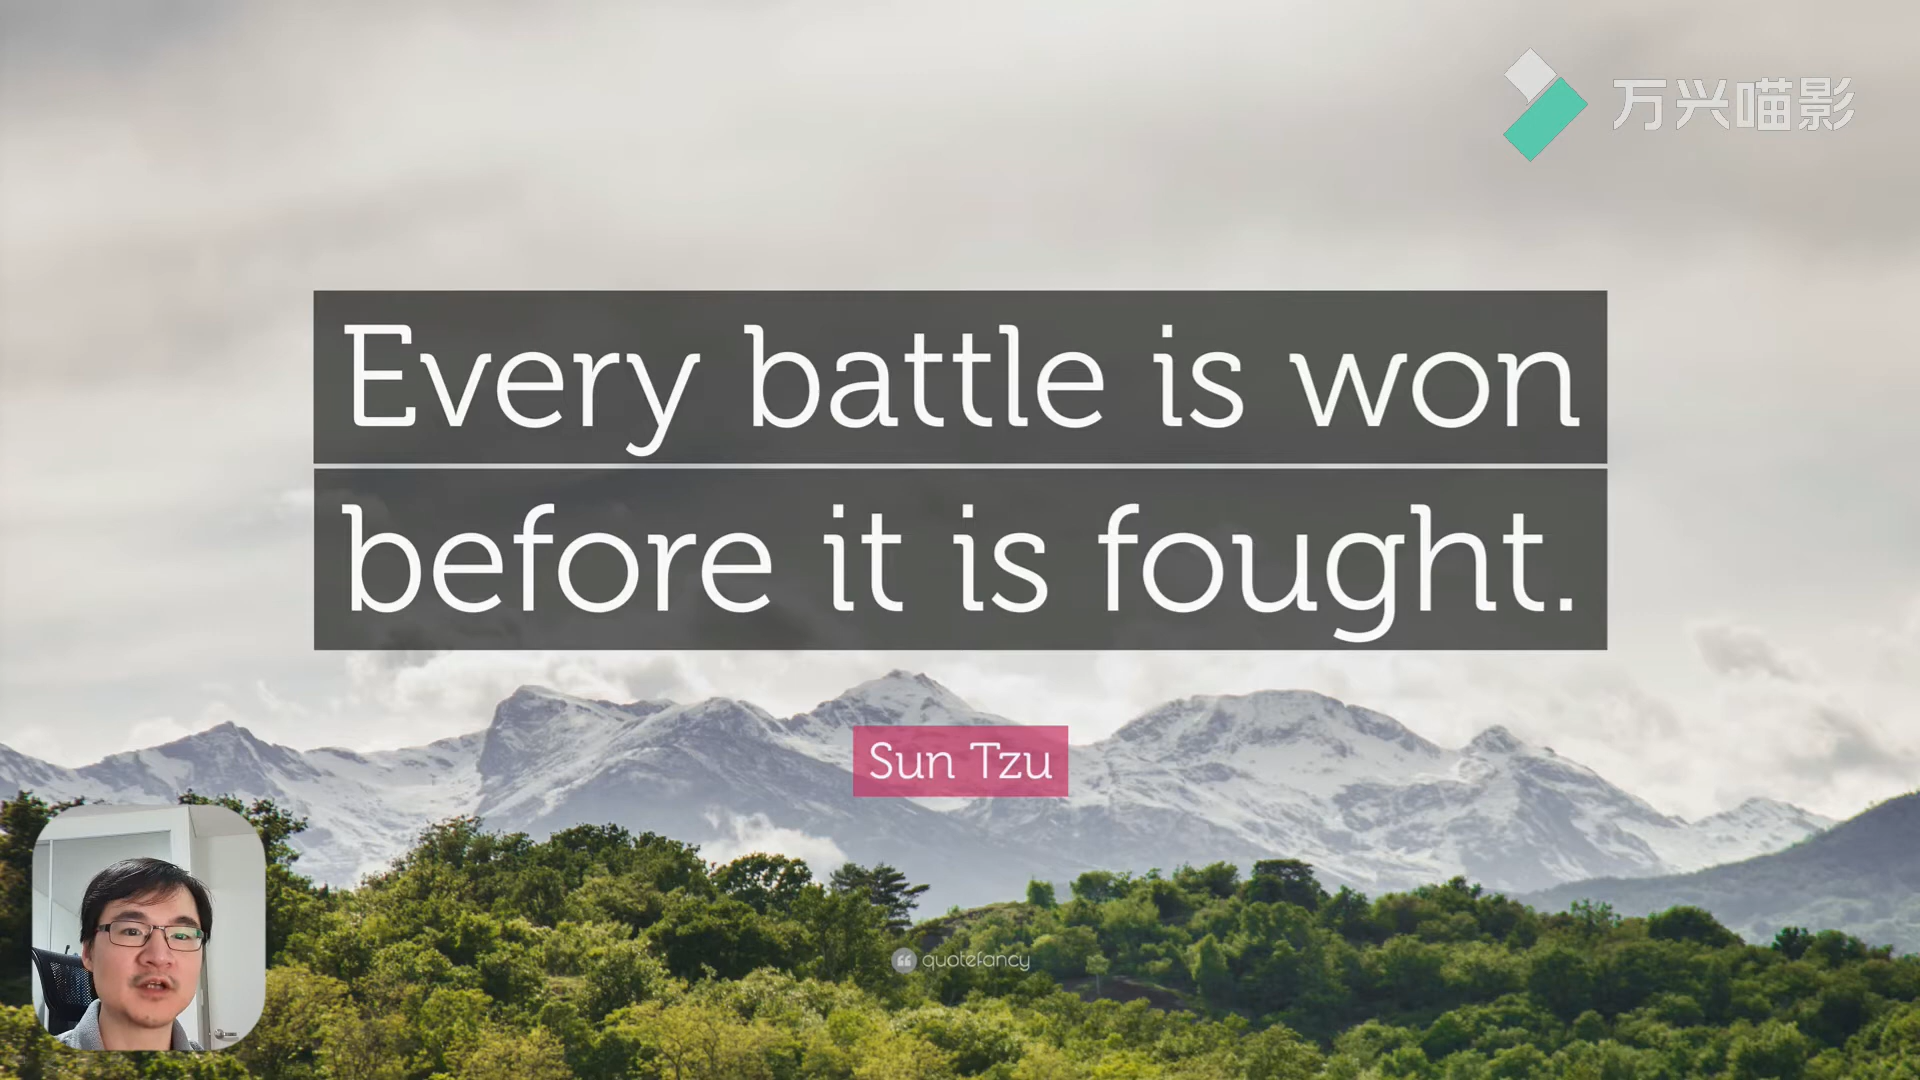 万兴喵影
Every battle is won
before it is fought.
Sun Tzu
quotefancy